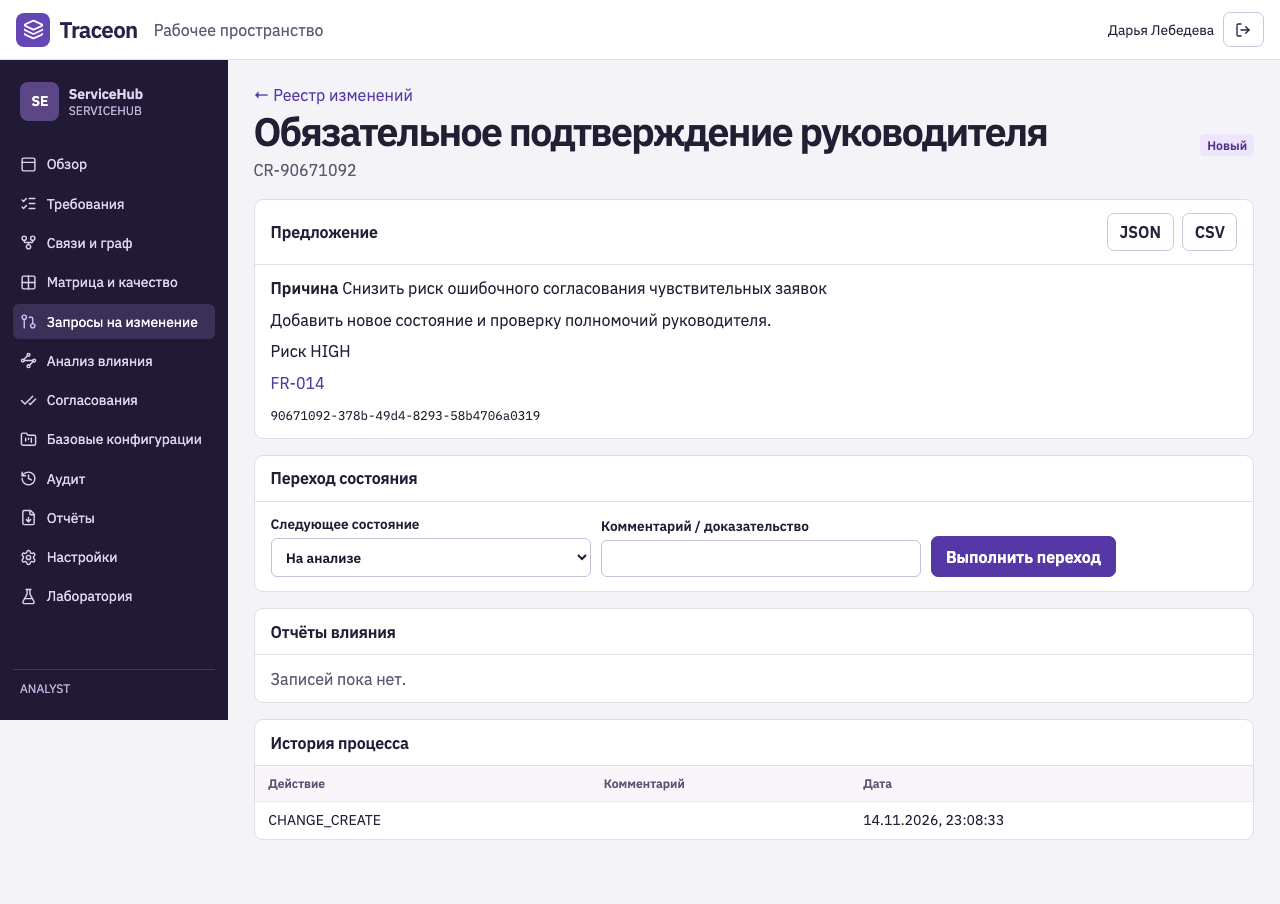 Traceon
Рабочее пространство
Дарья Лебедева
SE
ServiceHub
SERVICEHUB
Обзор
Требования
Связи и граф
Матрица и качество
Запросы на изменение
Анализ влияния
Согласования
Базовые конфигурации
Аудит
Отчёты
Настройки
Лаборатория
ANALYST
← Реестр изменений
Обязательное подтверждение руководителя
Новый
CR-90671092
Предложение
JSON
CSV
Причина Снизить риск ошибочного согласования чувствительных заявок
Добавить новое состояние и проверку полномочий руководителя.
Риск HIGH
FR-014
90671092-378b-49d4-8293-58b4706a0319
Переход состояния
Следующее состояние
Комментарий / доказательство
На анализе
Выполнить переход
Отчёты влияния
Записей пока нет.
История процесса
Действие Комментарий Дата
CHANGE_CREATE 14.11.2026, 23:08:33